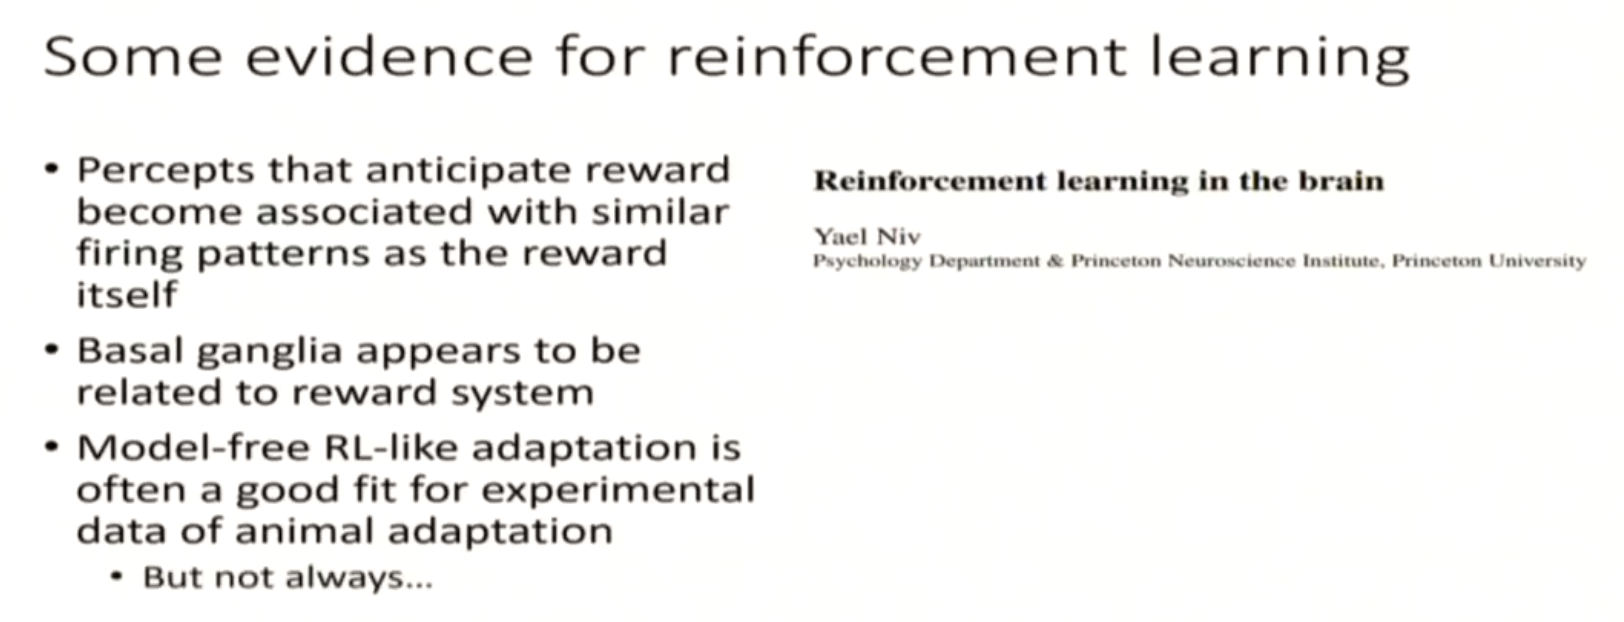 Some evidence for reinforcement learning
• Percepts that anticipate reward
become associated with similar
firing patterns as the reward
itself
• Basal ganglia appears to be
related to reward system
• Model-free RL-like adaptation is
often a good fit for experimental
data of animal adaptation
• But not always...
Reinforcement learning in the brain
Yael Niv
Psychology Department & Princeton Neuroscience Institute, Princeton University